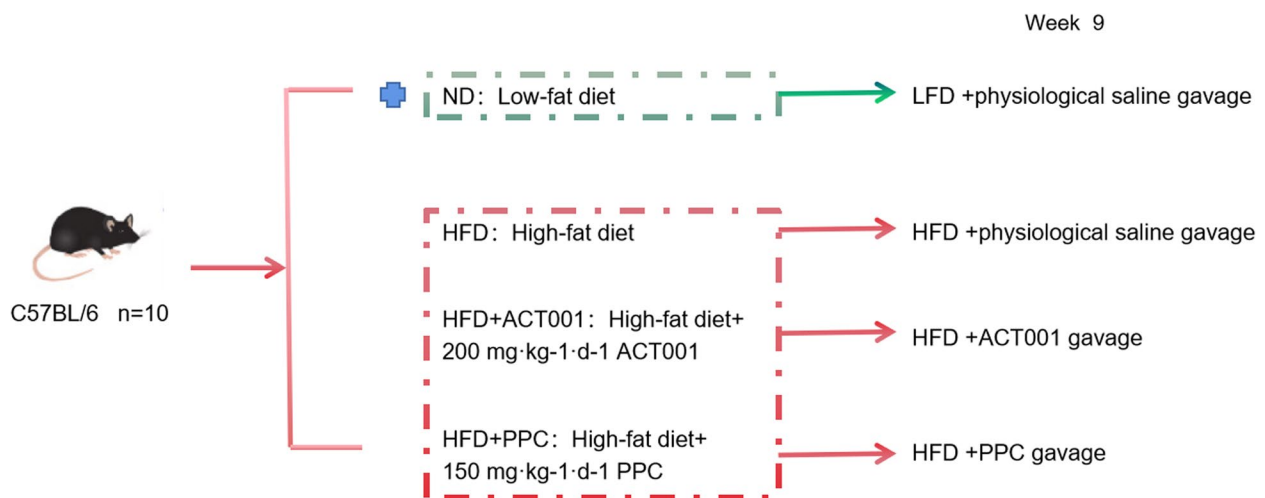 Week 9
ND：Low-fat diet
LFD +physiological saline gavage
HFD：High-fat diet
HFD +physiological saline gavage
C57BL/6 n=10
HFD+ACT001：High-fat diet+
200 mg·kg-1·d-1 ACT001
HFD +ACT001 gavage
HFD+PPC：High-fat diet+
150 mg·kg-1·d-1 PPC
HFD +PPC gavage